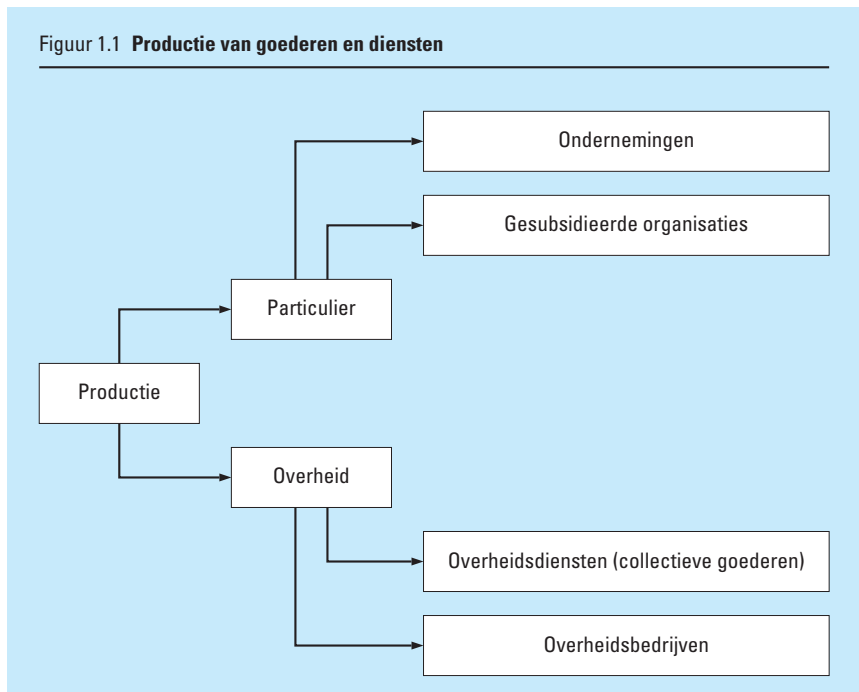 Figuur 1.1 Productie van goederen en diensten
Ondernemingen
Gesubsidieerde organisaties
Particulier
Productie
Overheid
Overheidsdiensten (collectieve goederen)
Overheidsbedrijven